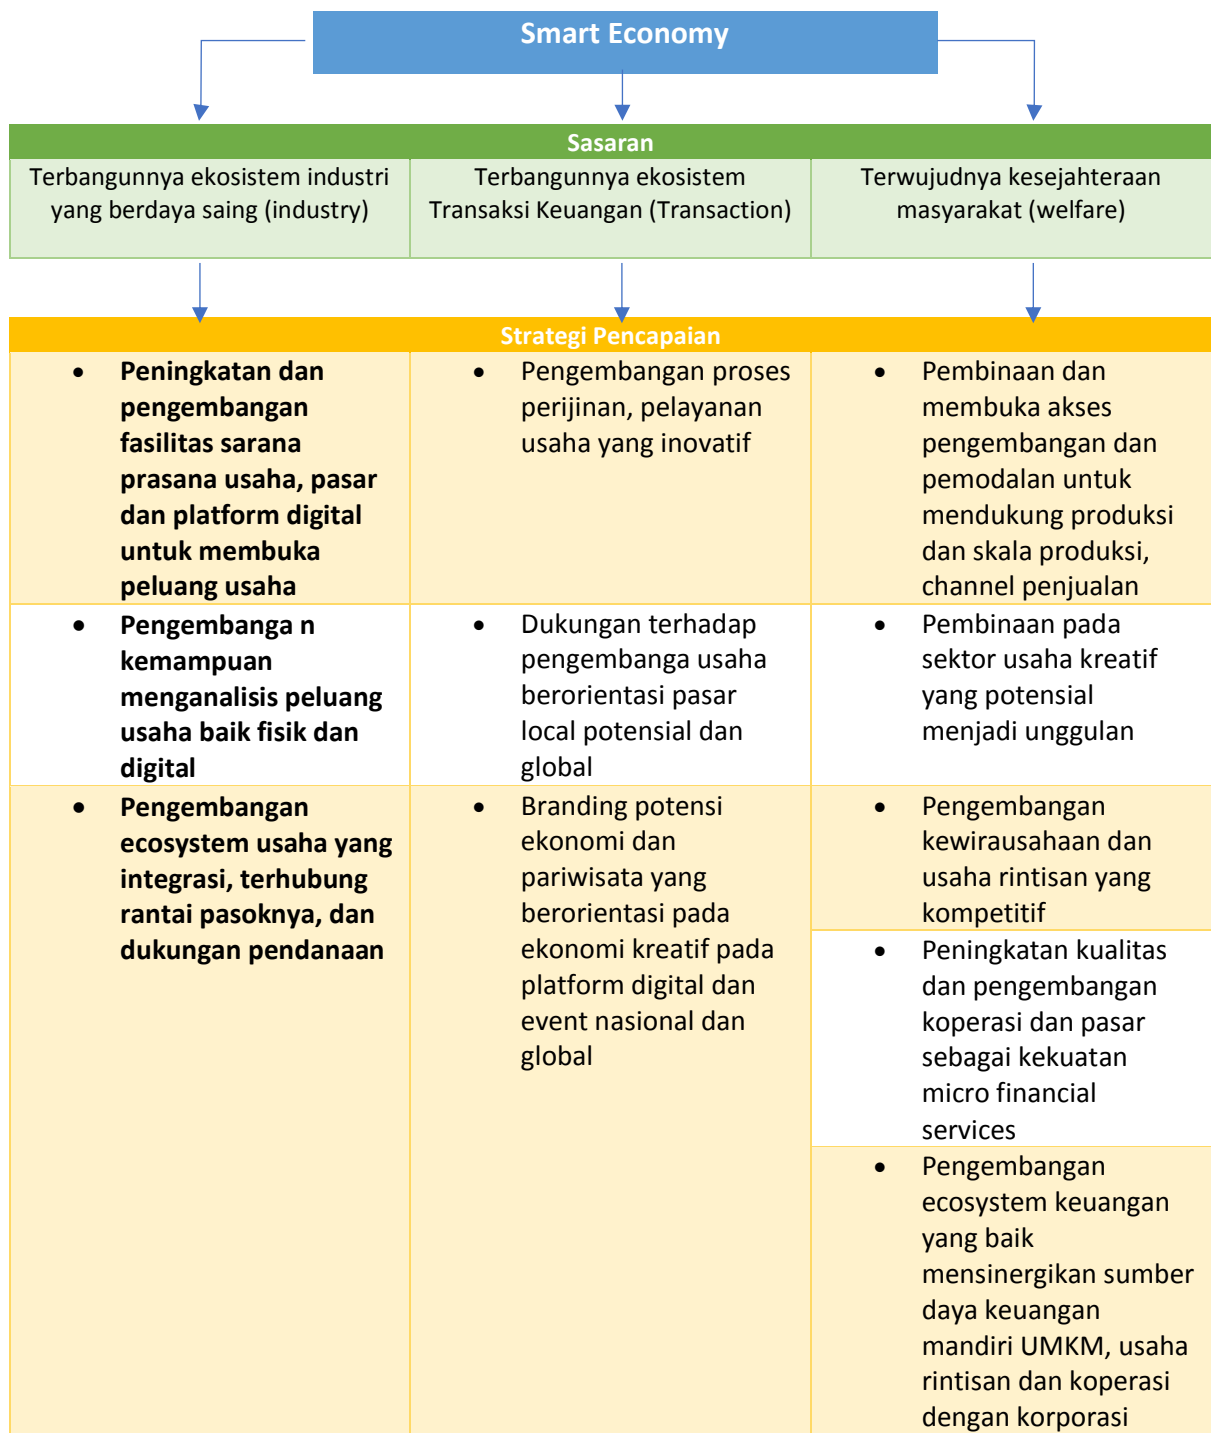 Smart Economy
Sasaran
Terbangunnya ekosistem industri
yang berdaya saing (industry)
Terbangunnya ekosistem
Transaksi Keuangan (Transaction)
Terwujudnya kesejahteraan
masyarakat (welfare)
Strategi Pencapaian
• Peningkatan dan
pengembangan
fasilitas sarana
prasana usaha, pasar
dan platform digital
untuk membuka
peluang usaha
• Pengembangan proses
perijinan, pelayanan
usaha yang inovatif
• Pembinaan dan
membuka akses
pengembangan dan
pemodalan untuk
mendukung produksi
dan skala produksi,
channel penjualan
• Pengembanga n
kemampuan
menganalisis peluang
usaha baik fisik dan
digital
• Dukungan terhadap
pengembanga usaha
berorientasi pasar
local potensial dan
global
• Pembinaan pada
sektor usaha kreatif
yang potensial
menjadi unggulan
• Pengembangan
ecosystem usaha yang
integrasi, terhubung
rantai pasoknya, dan
dukungan pendanaan
• Branding potensi
ekonomi dan
pariwisata yang
berorientasi pada
ekonomi kreatif pada
platform digital dan
event nasional dan
global
• Pengembangan
kewirausahaan dan
usaha rintisan yang
kompetitif
• Peningkatan kualitas
dan pengembangan
koperasi dan pasar
sebagai kekuatan
micro financial
services
• Pengembangan
ecosystem keuangan
yang baik
mensinergikan sumber
daya keuangan
mandiri UMKM, usaha
rintisan dan koperasi
dengan korporasi